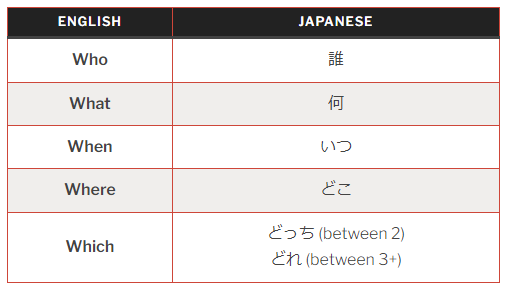 ENGLISH JAPANESE
Who 誰
What 何
When いつ
Where どこ
Which どっち (between 2)
どれ (between 3+)